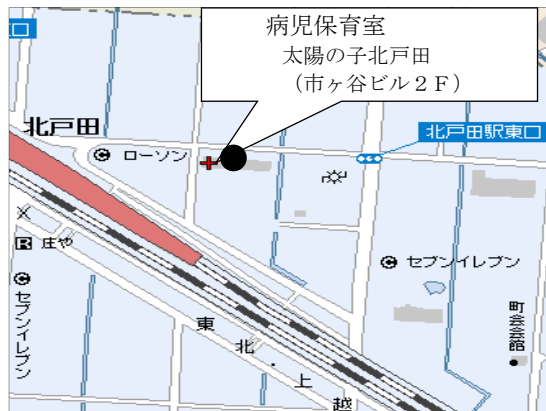 病児保育室
太陽の子北戸田
（市ヶ谷ビル２Ｆ）
口
北戸田
北戸田駅東口
ローソン
R 庄や
セブンイレブン
セブンイレブン
町会会館
東北・上越